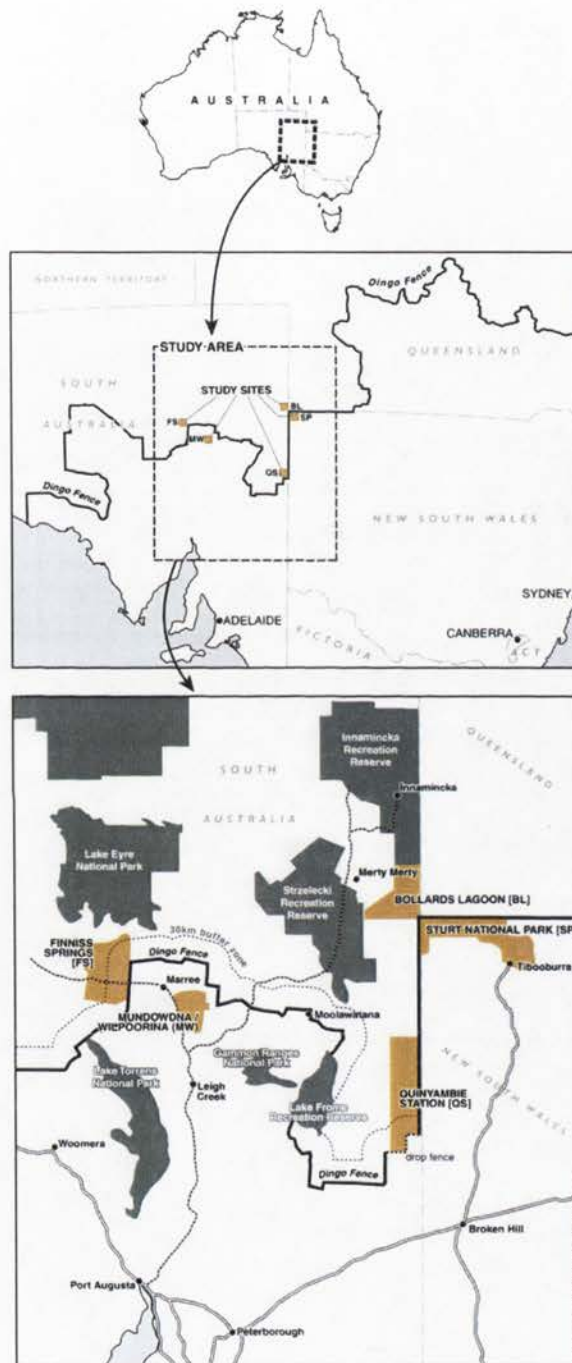 AUSTRALIA
NORTHERN TERRITORY
Dingo Fence
QUEENSLAND
STUDY AREA
SOUTH
AUSTRALIA
STUDY SITES
BL
SP
FS
MW
QS
Dingo Fence
NEW SOUTH WALES
SYDNEY
ADELAIDE
CANBERRA
ACT
VICTORIA
Innamincka
Recreation
Reserve
QUEENSLAND
SOUTH
AUSTRALIA
Innamincka
Lake Eyre
National Park
Merty Merty
Strzelecki
Recreation
Reserve
BOLLARDS LAGOON [BL]
STURT NATIONAL PARK [SP
30km buffer zone
FINNISS
SPRINGS
[FS]
Dingo Fence
Tibooburra
Marree
MUNDOWDNA /
WILPOORINA (MW)
Moolawatana
NEW SOUTH WALES
Gammon Ranges
National Park
Lake Torrens
National Park
Leigh
Creek
Lake Frome
Recreation Reserve
QUINYAMBIE
STATION [QS]
Woomera
drop fence
Dingo Fence
Broken Hill
Port Augusta
Peterborough